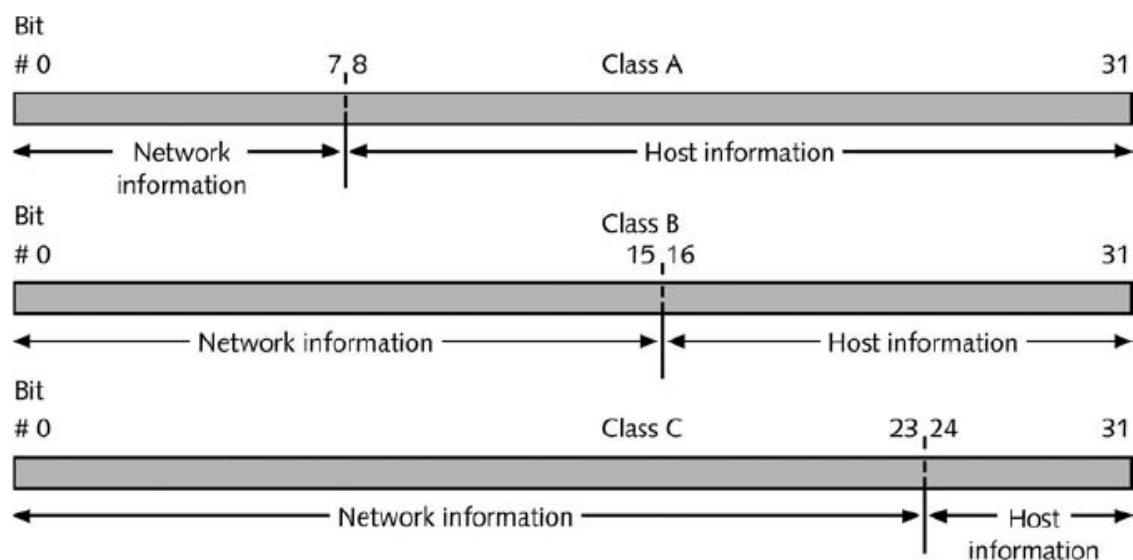 Bit
# 0 7 8 Class A 31
Network information
Host information
Bit
Class B
# 0 15 16 31
Network information Host information
Bit
# 0 Class C 23 24 31
Network information Host
information